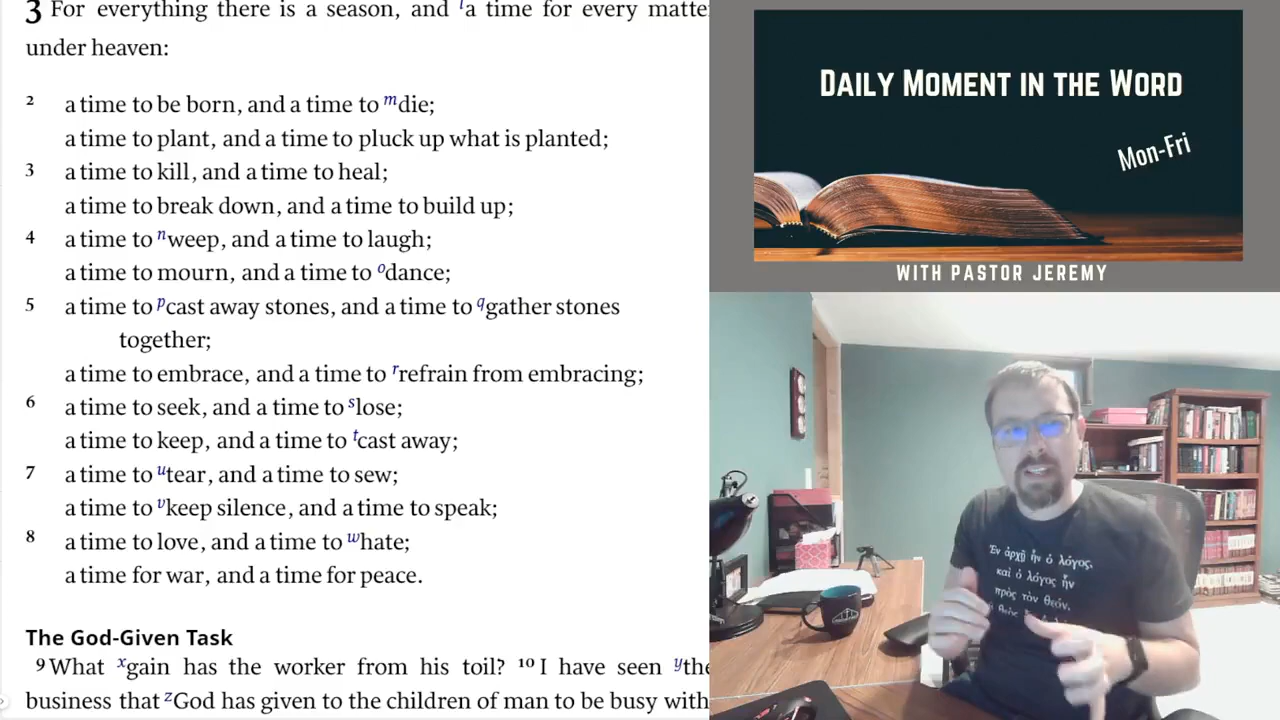 3 For everything there is a season, and l a time for every matte
under heaven:
2 a time to be born, and a time to m die;
a time to plant, and a time to pluck up what is planted;
3 a time to kill, and a time to heal;
a time to break down, and a time to build up;
4 a time to n weep, and a time to laugh;
a time to mourn, and a time to o dance;
5 a time to p cast away stones, and a time to q gather stones
together;
a time to embrace, and a time to r refrain from embracing;
6 a time to seek, and a time to s lose;
a time to keep, and a time to t cast away;
7 a time to u tear, and a time to sew;
a time to v keep silence, and a time to speak;
8 a time to love, and a time to w hate;
a time for war, and a time for peace.
The God-Given Task
9 What x gain has the worker from his toil? 10 I have seen y the
business that z God has given to the children of man to be busy with
DAILY MOMENT IN THE WORD
Mon-Fri
WITH PASTOR JEREMY
Ἐν ἀρχῇ ἦν ὁ λόγος,
καὶ ὁ λόγος ἦν
πρὸς τὸν θεόν,